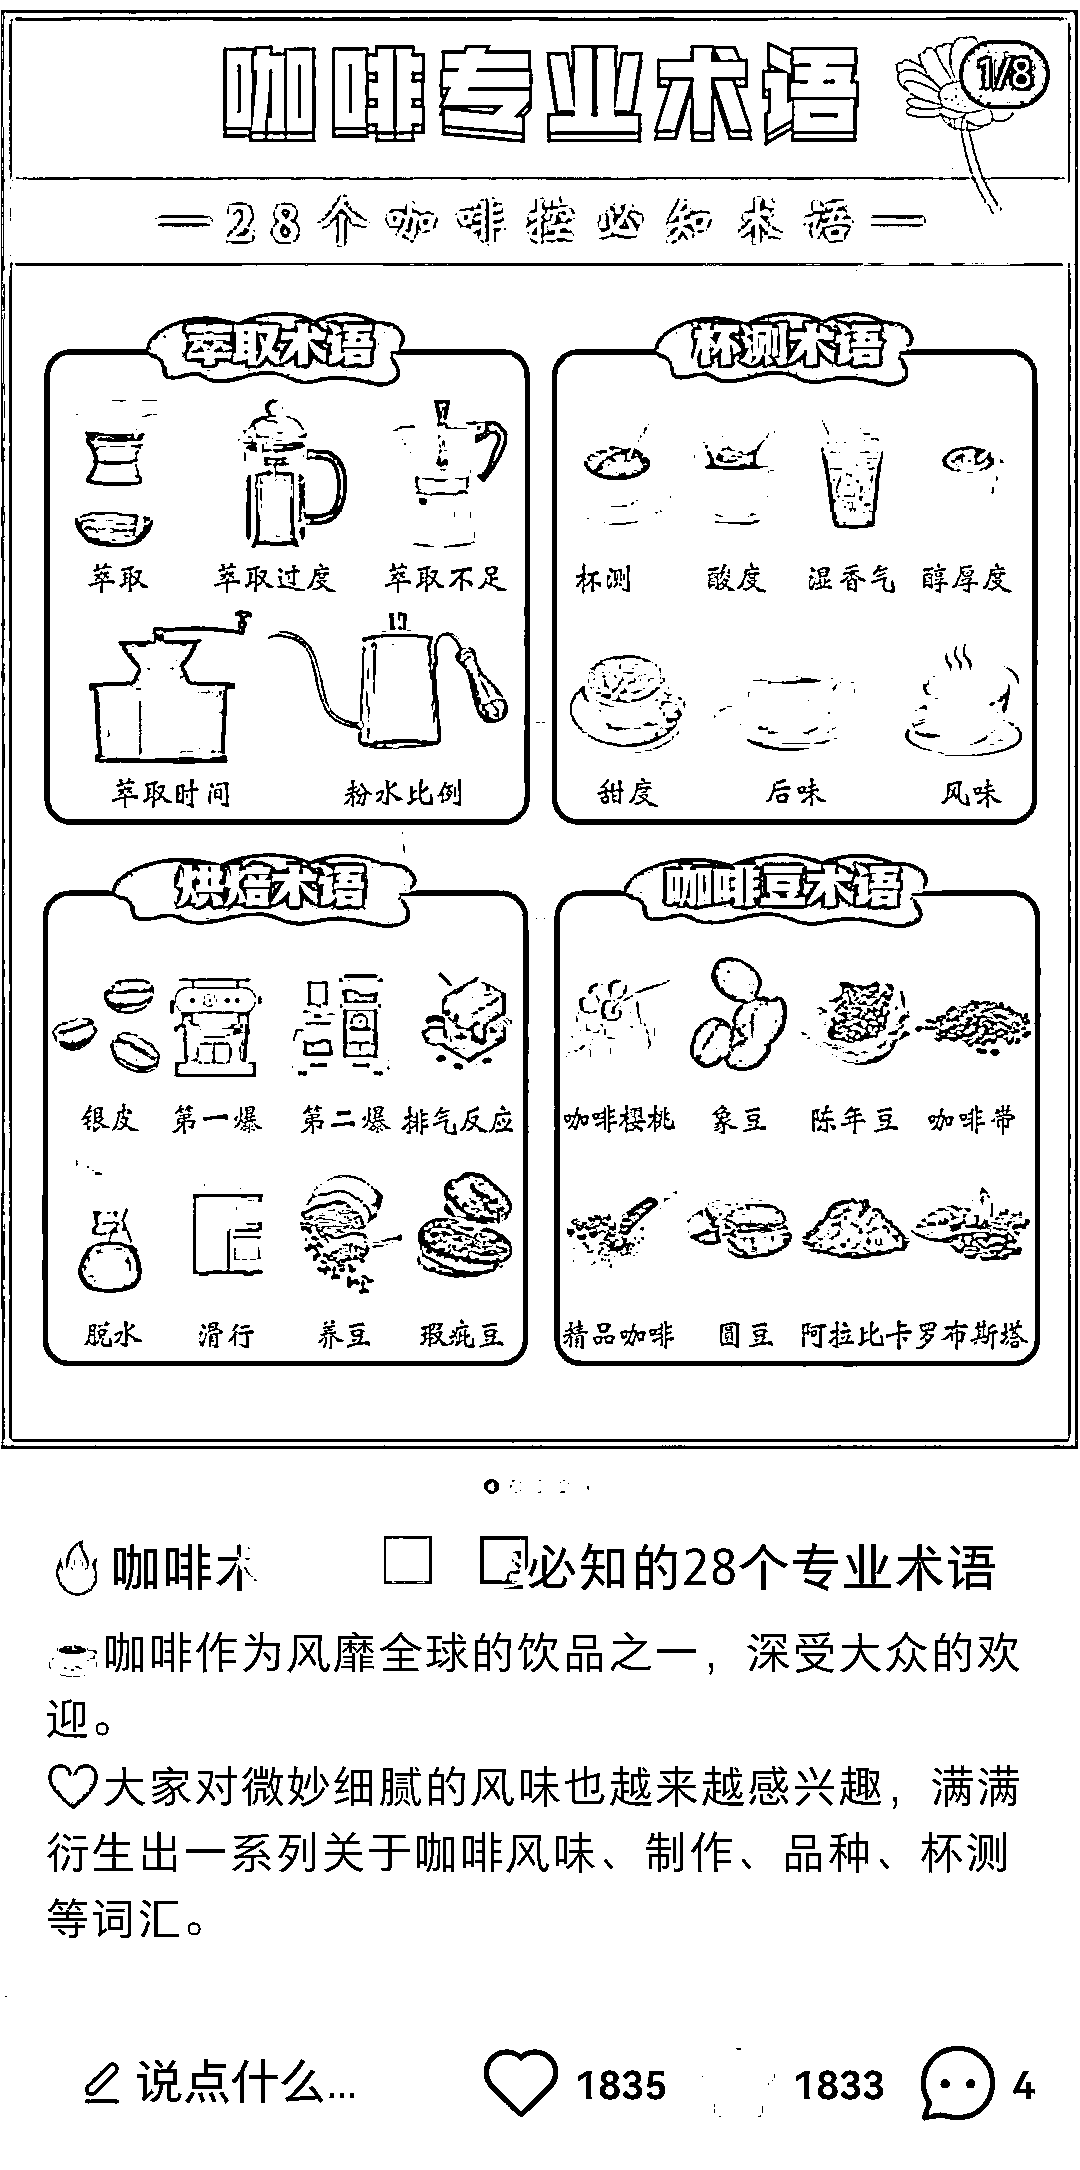 咖啡专业术语
1/8
—28个咖啡控必知术语—
萃取术语
萃取 萃取过度 萃取不足
萃取时间 粉水比例
杯测术语
杯测 酸度 湿香气 醇厚度
甜度 后味 风味
烘焙术语
银皮 第一爆 第二爆 排气反应
脱水 滑行 养豆 瑕疵豆
咖啡豆术语
咖啡樱桃 象豆 陈年豆 咖啡带
精品咖啡 圆豆 阿拉比卡 罗布斯塔
咖啡术 必知的28个专业术语
咖啡作为风靡全球的饮品之一，深受大众的欢
迎。
大家对微妙细腻的风味也越来越感兴趣，满满
衍生出一系列关于咖啡风味、制作、品种、杯测
等词汇。
说点什么... 1835 1833 4